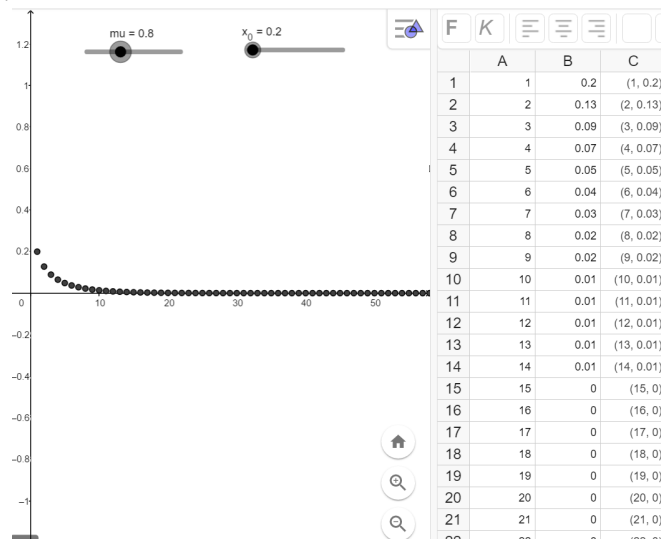 mu = 0.8
x0 = 0.2
1.2
1
0.8
0.6
0.4
0.2
0 10 20 30 40 50
–0.2
–0.4
–0.6
–0.8
–1
F K
A B C
1 1 0.2 (1, 0.2)
2 2 0.13 (2, 0.13)
3 3 0.09 (3, 0.09)
4 4 0.07 (4, 0.07)
5 5 0.05 (5, 0.05)
6 6 0.04 (6, 0.04)
7 7 0.03 (7, 0.03)
8 8 0.02 (8, 0.02)
9 9 0.02 (9, 0.02)
10 10 0.01 (10, 0.01)
11 11 0.01 (11, 0.01)
12 12 0.01 (12, 0.01)
13 13 0.01 (13, 0.01)
14 14 0.01 (14, 0.01)
15 15 0 (15, 0)
16 16 0 (16, 0)
17 17 0 (17, 0)
18 18 0 (18, 0)
19 19 0 (19, 0)
20 20 0 (20, 0)
21 21 0 (21, 0)